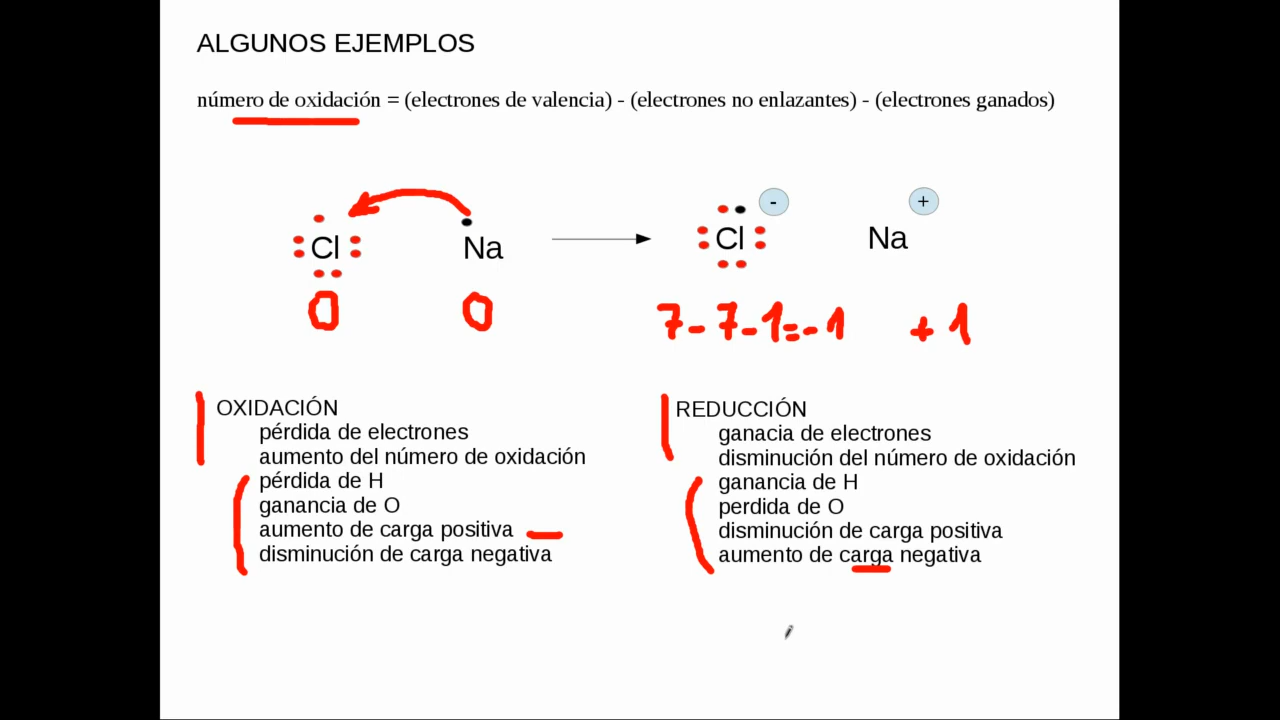 ALGUNOS EJEMPLOS
número de oxidación = (electrones de valencia) - (electrones no enlazantes) - (electrones ganados)
- +
Cl Na Cl Na
0 0 7-7-1=-1 +1
OXIDACIÓN
pérdida de electrones
aumento del número de oxidación
pérdida de H
ganancia de O
aumento de carga positiva
disminución de carga negativa
REDUCCIÓN
ganacia de electrones
disminución del número de oxidación
ganancia de H
perdida de O
disminución de carga positiva
aumento de carga negativa